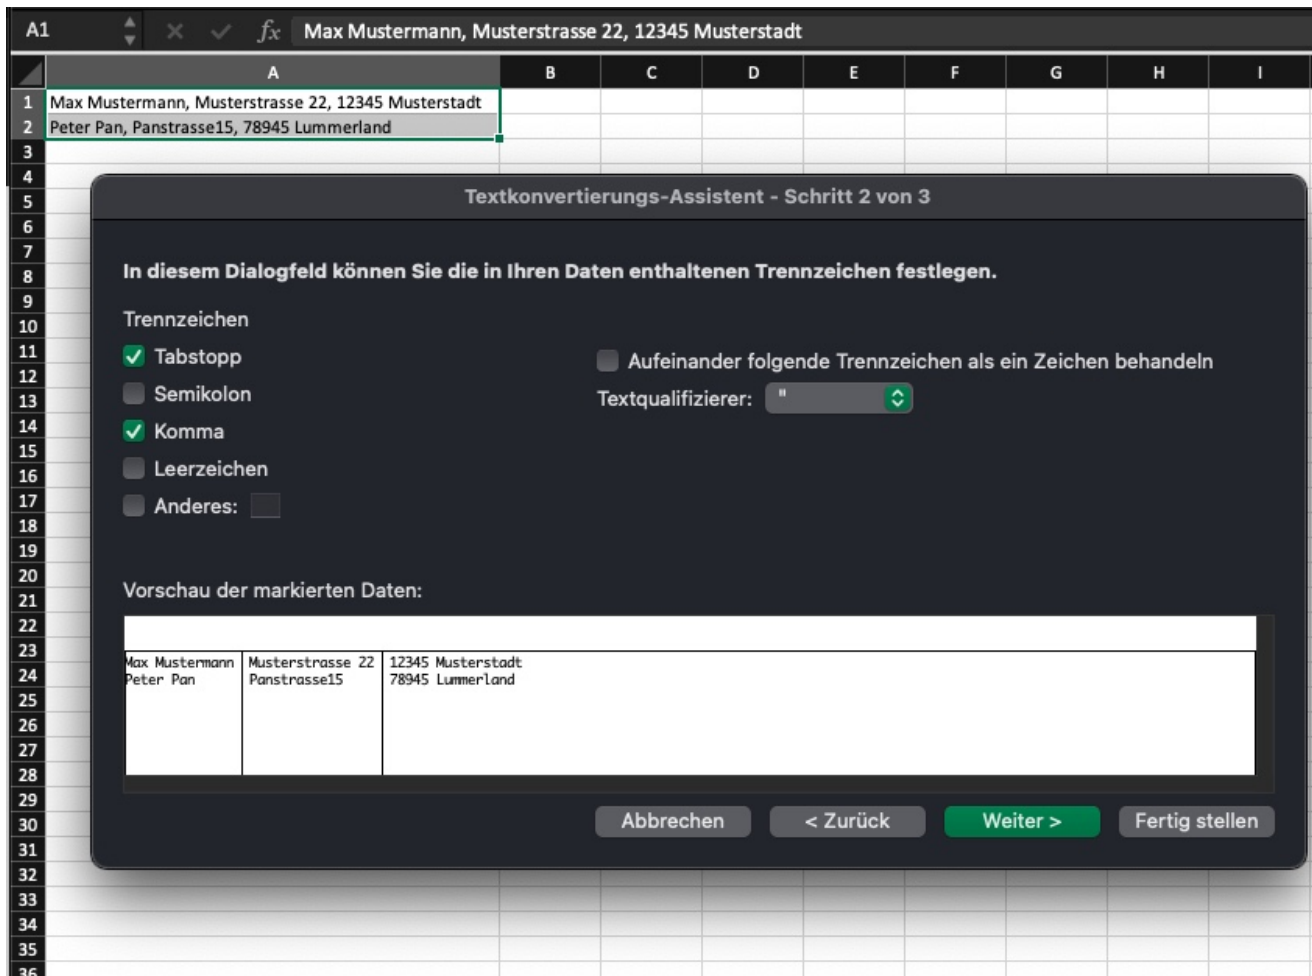 A1 fx Max Mustermann, Musterstrasse 22, 12345 Musterstadt
A B C D E F G H I
1 Max Mustermann, Musterstrasse 22, 12345 Musterstadt
2 Peter Pan, Panstrasse15, 78945 Lummerland
3
4
5 Textkonvertierungs-Assistent - Schritt 2 von 3
6
7
8 In diesem Dialogfeld können Sie die in Ihren Daten enthaltenen Trennzeichen festlegen.
9
10 Trennzeichen
11 Tabstopp Aufeinander folgende Trennzeichen als ein Zeichen behandeln
12
13 Semikolon Textqualifizierer: "
14 Komma
15
16 Leerzeichen
17 Anderes:
18
19
20
21 Vorschau der markierten Daten:
22
23 Max Mustermann Musterstrasse 22 12345 Musterstadt
24 Peter Pan Panstrasse15 78945 Lummerland
25
26
27
28
29
30 Abbrechen < Zurück Weiter > Fertig stellen
31
32
33
34
35
36